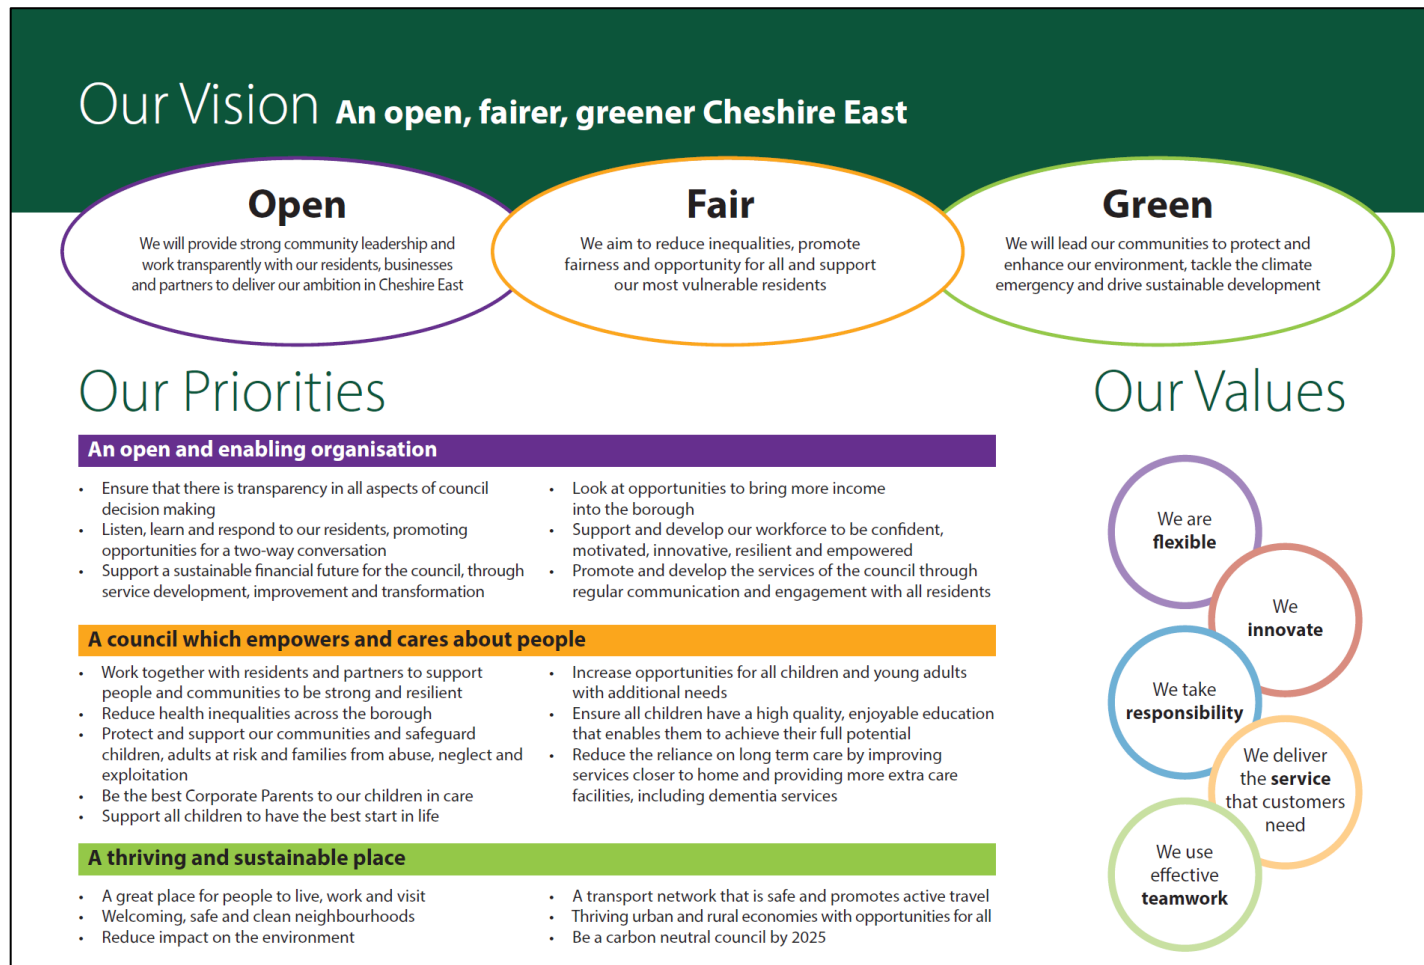 Our Vision An open, fairer, greener Cheshire East
Open
We will provide strong community leadership and
work transparently with our residents, businesses
and partners to deliver our ambition in Cheshire East
Fair
We aim to reduce inequalities, promote
fairness and opportunity for all and support
our most vulnerable residents
Green
We will lead our communities to protect and
enhance our environment, tackle the climate
emergency and drive sustainable development
Our Priorities
An open and enabling organisation
• Ensure that there is transparency in all aspects of council
decision making
• Listen, learn and respond to our residents, promoting
opportunities for a two-way conversation
• Support a sustainable financial future for the council, through
service development, improvement and transformation
• Look at opportunities to bring more income
into the borough
• Support and develop our workforce to be confident,
motivated, innovative, resilient and empowered
• Promote and develop the services of the council through
regular communication and engagement with all residents
A council which empowers and cares about people
• Work together with residents and partners to support
people and communities to be strong and resilient
• Reduce health inequalities across the borough
• Protect and support our communities and safeguard
children, adults at risk and families from abuse, neglect and
exploitation
• Be the best Corporate Parents to our children in care
• Support all children to have the best start in life
• Increase opportunities for all children and young adults
with additional needs
• Ensure all children have a high quality, enjoyable education
that enables them to achieve their full potential
• Reduce the reliance on long term care by improving
services closer to home and providing more extra care
facilities, including dementia services
A thriving and sustainable place
• A great place for people to live, work and visit
• Welcoming, safe and clean neighbourhoods
• Reduce impact on the environment
• A transport network that is safe and promotes active travel
• Thriving urban and rural economies with opportunities for all
• Be a carbon neutral council by 2025
Our Values
We are
flexible
We
innovate
We take
responsibility
We deliver
the service
that customers
need
We use
effective
teamwork